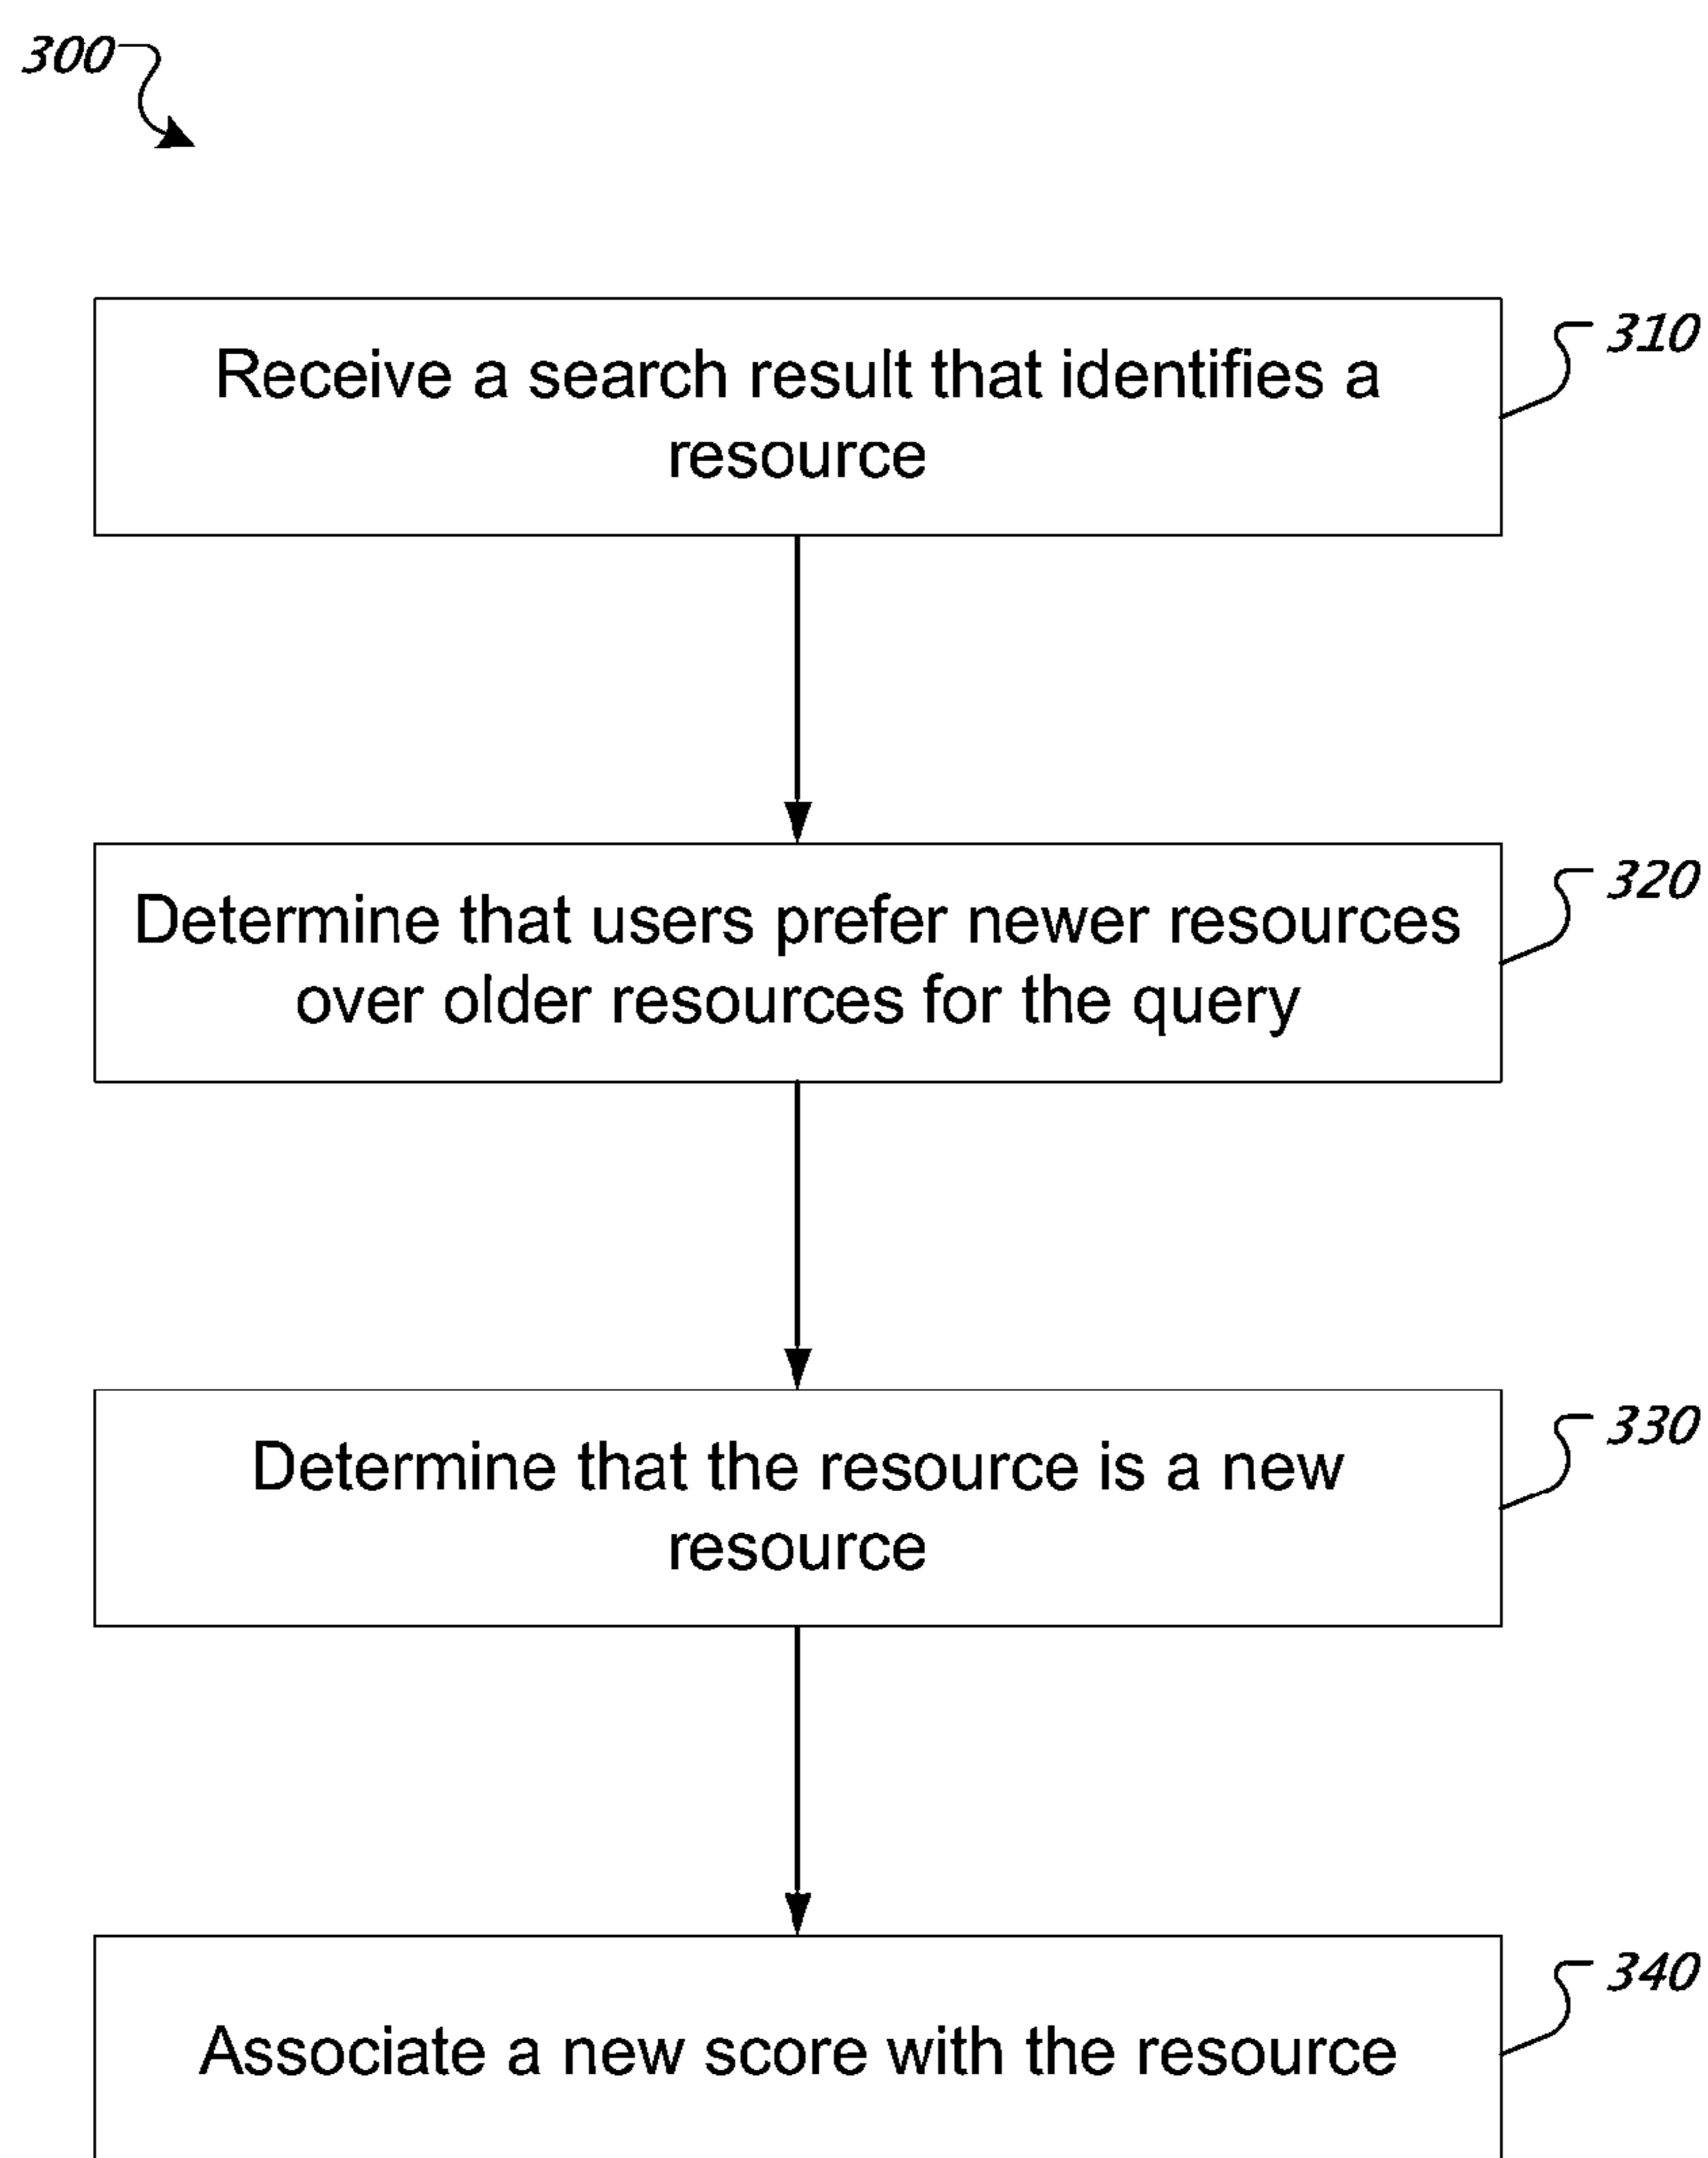 300
Receive a search result that identifies a
resource
310
Determine that users prefer newer resources
over older resources for the query
320
Determine that the resource is a new
resource
330
Associate a new score with the resource
340